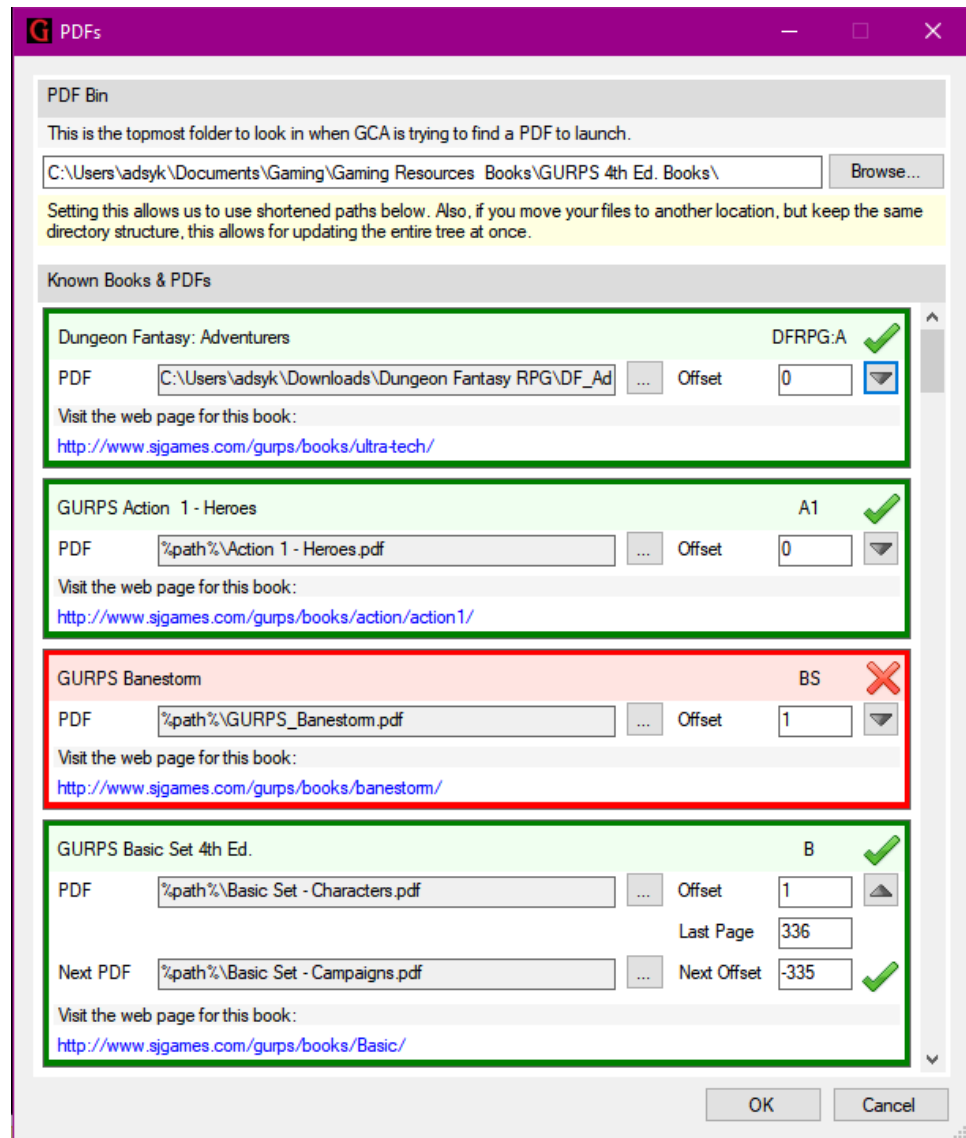 G PDFs
PDF Bin
This is the topmost folder to look in when GCA is trying to find a PDF to launch.
C:\Users\adsyk\Documents\Gaming\Gaming Resources  Books\GURPS 4th Ed. Books\ Browse...
Setting this allows us to use shortened paths below. Also, if you move your files to another location, but keep the same
directory structure, this allows for updating the entire tree at once.
Known Books & PDFs
Dungeon Fantasy: Adventurers DFRPG:A
PDF C:\Users\adsyk\Downloads\Dungeon Fantasy RPG\DF_Ad ... Offset 0
Visit the web page for this book:
http://www.sjgames.com/gurps/books/ultra-tech/
GURPS Action  1 - Heroes A1
PDF %path%\Action 1 - Heroes.pdf ... Offset 0
Visit the web page for this book:
http://www.sjgames.com/gurps/books/action/action1/
GURPS Banestorm BS
PDF %path%\GURPS_Banestorm.pdf ... Offset 1
Visit the web page for this book:
http://www.sjgames.com/gurps/books/banestorm/
GURPS Basic Set 4th Ed. B
PDF %path%\Basic Set - Characters.pdf ... Offset 1
Last Page 336
Next PDF %path%\Basic Set - Campaigns.pdf ... Next Offset -335
Visit the web page for this book:
http://www.sjgames.com/gurps/books/Basic/
OK Cancel